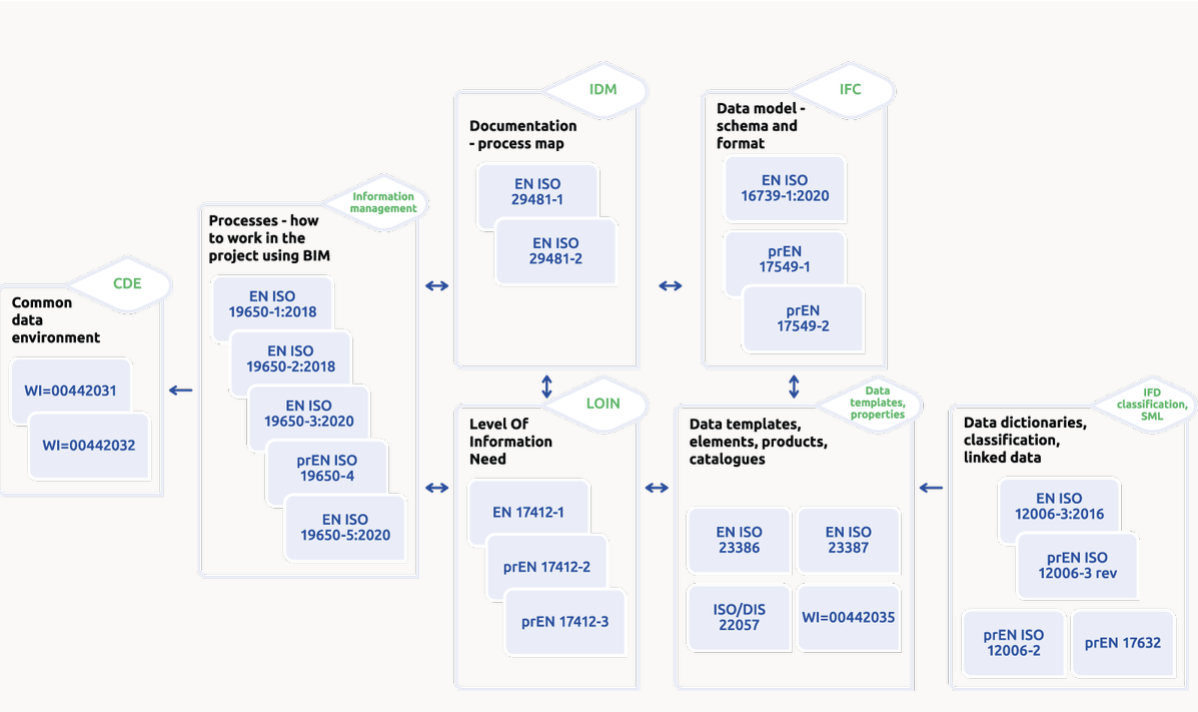 CDE
Common
data
environment
WI=00442031
WI=00442032
Information
management
Processes - how
to work in the
project using BIM
EN ISO
19650-1:2018
EN ISO
19650-2:2018
EN ISO
19650-3:2020
prEN ISO
19650-4
EN ISO
19650-5:2020
IDM
Documentation
- process map
EN ISO
29481-1
EN ISO
29481-2
IFC
Data model -
schema and
format
EN ISO
16739-1:2020
prEN
17549-1
prEN
17549-2
LOIN
Level Of
Information
Need
EN 17412-1
prEN 17412-2
prEN 17412-3
Data
templates,
properties
Data templates,
elements, products,
catalogues
EN ISO
23386
EN ISO
23387
ISO/DIS
22057
WI=00442035
IFD
classification,
SML
Data dictionaries,
classification,
linked data
EN ISO
12006-3:2016
prEN ISO
12006-3 rev
prEN ISO
12006-2
prEN 17632